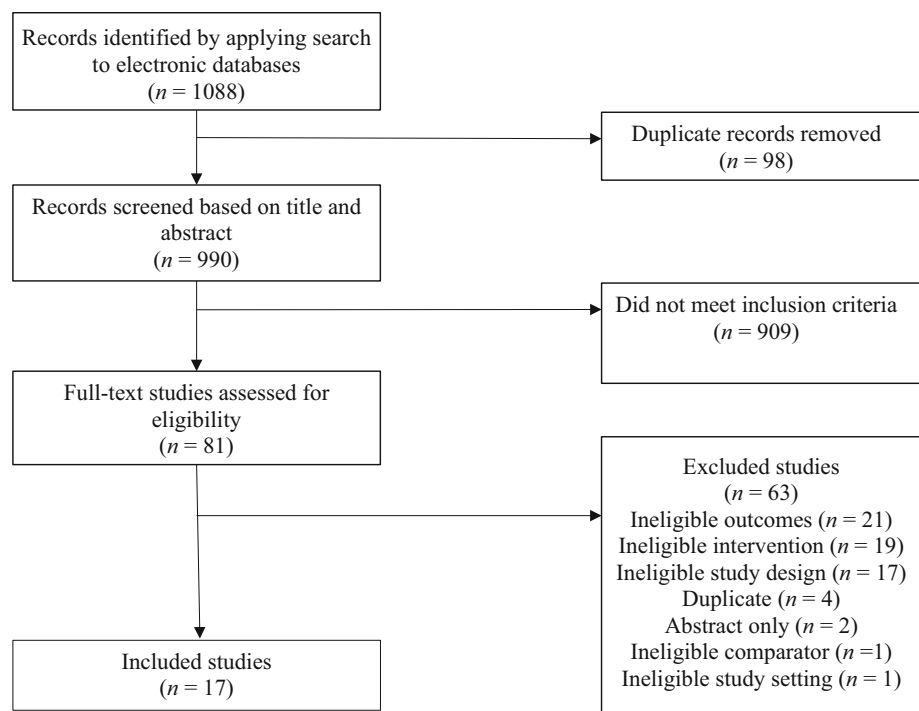 Records identified by applying search
to electronic databases
(n = 1088)
Duplicate records removed
(n = 98)
Records screened based on title and
abstract
(n = 990)
Did not meet inclusion criteria
(n = 909)
Full-text studies assessed for
eligibility
(n = 81)
Excluded studies
(n = 63)
Ineligible outcomes (n = 21)
Ineligible intervention (n = 19)
Ineligible study design (n = 17)
Duplicate (n = 4)
Abstract only (n = 2)
Ineligible comparator (n =1)
Ineligible study setting (n = 1)
Included studies
(n = 17)